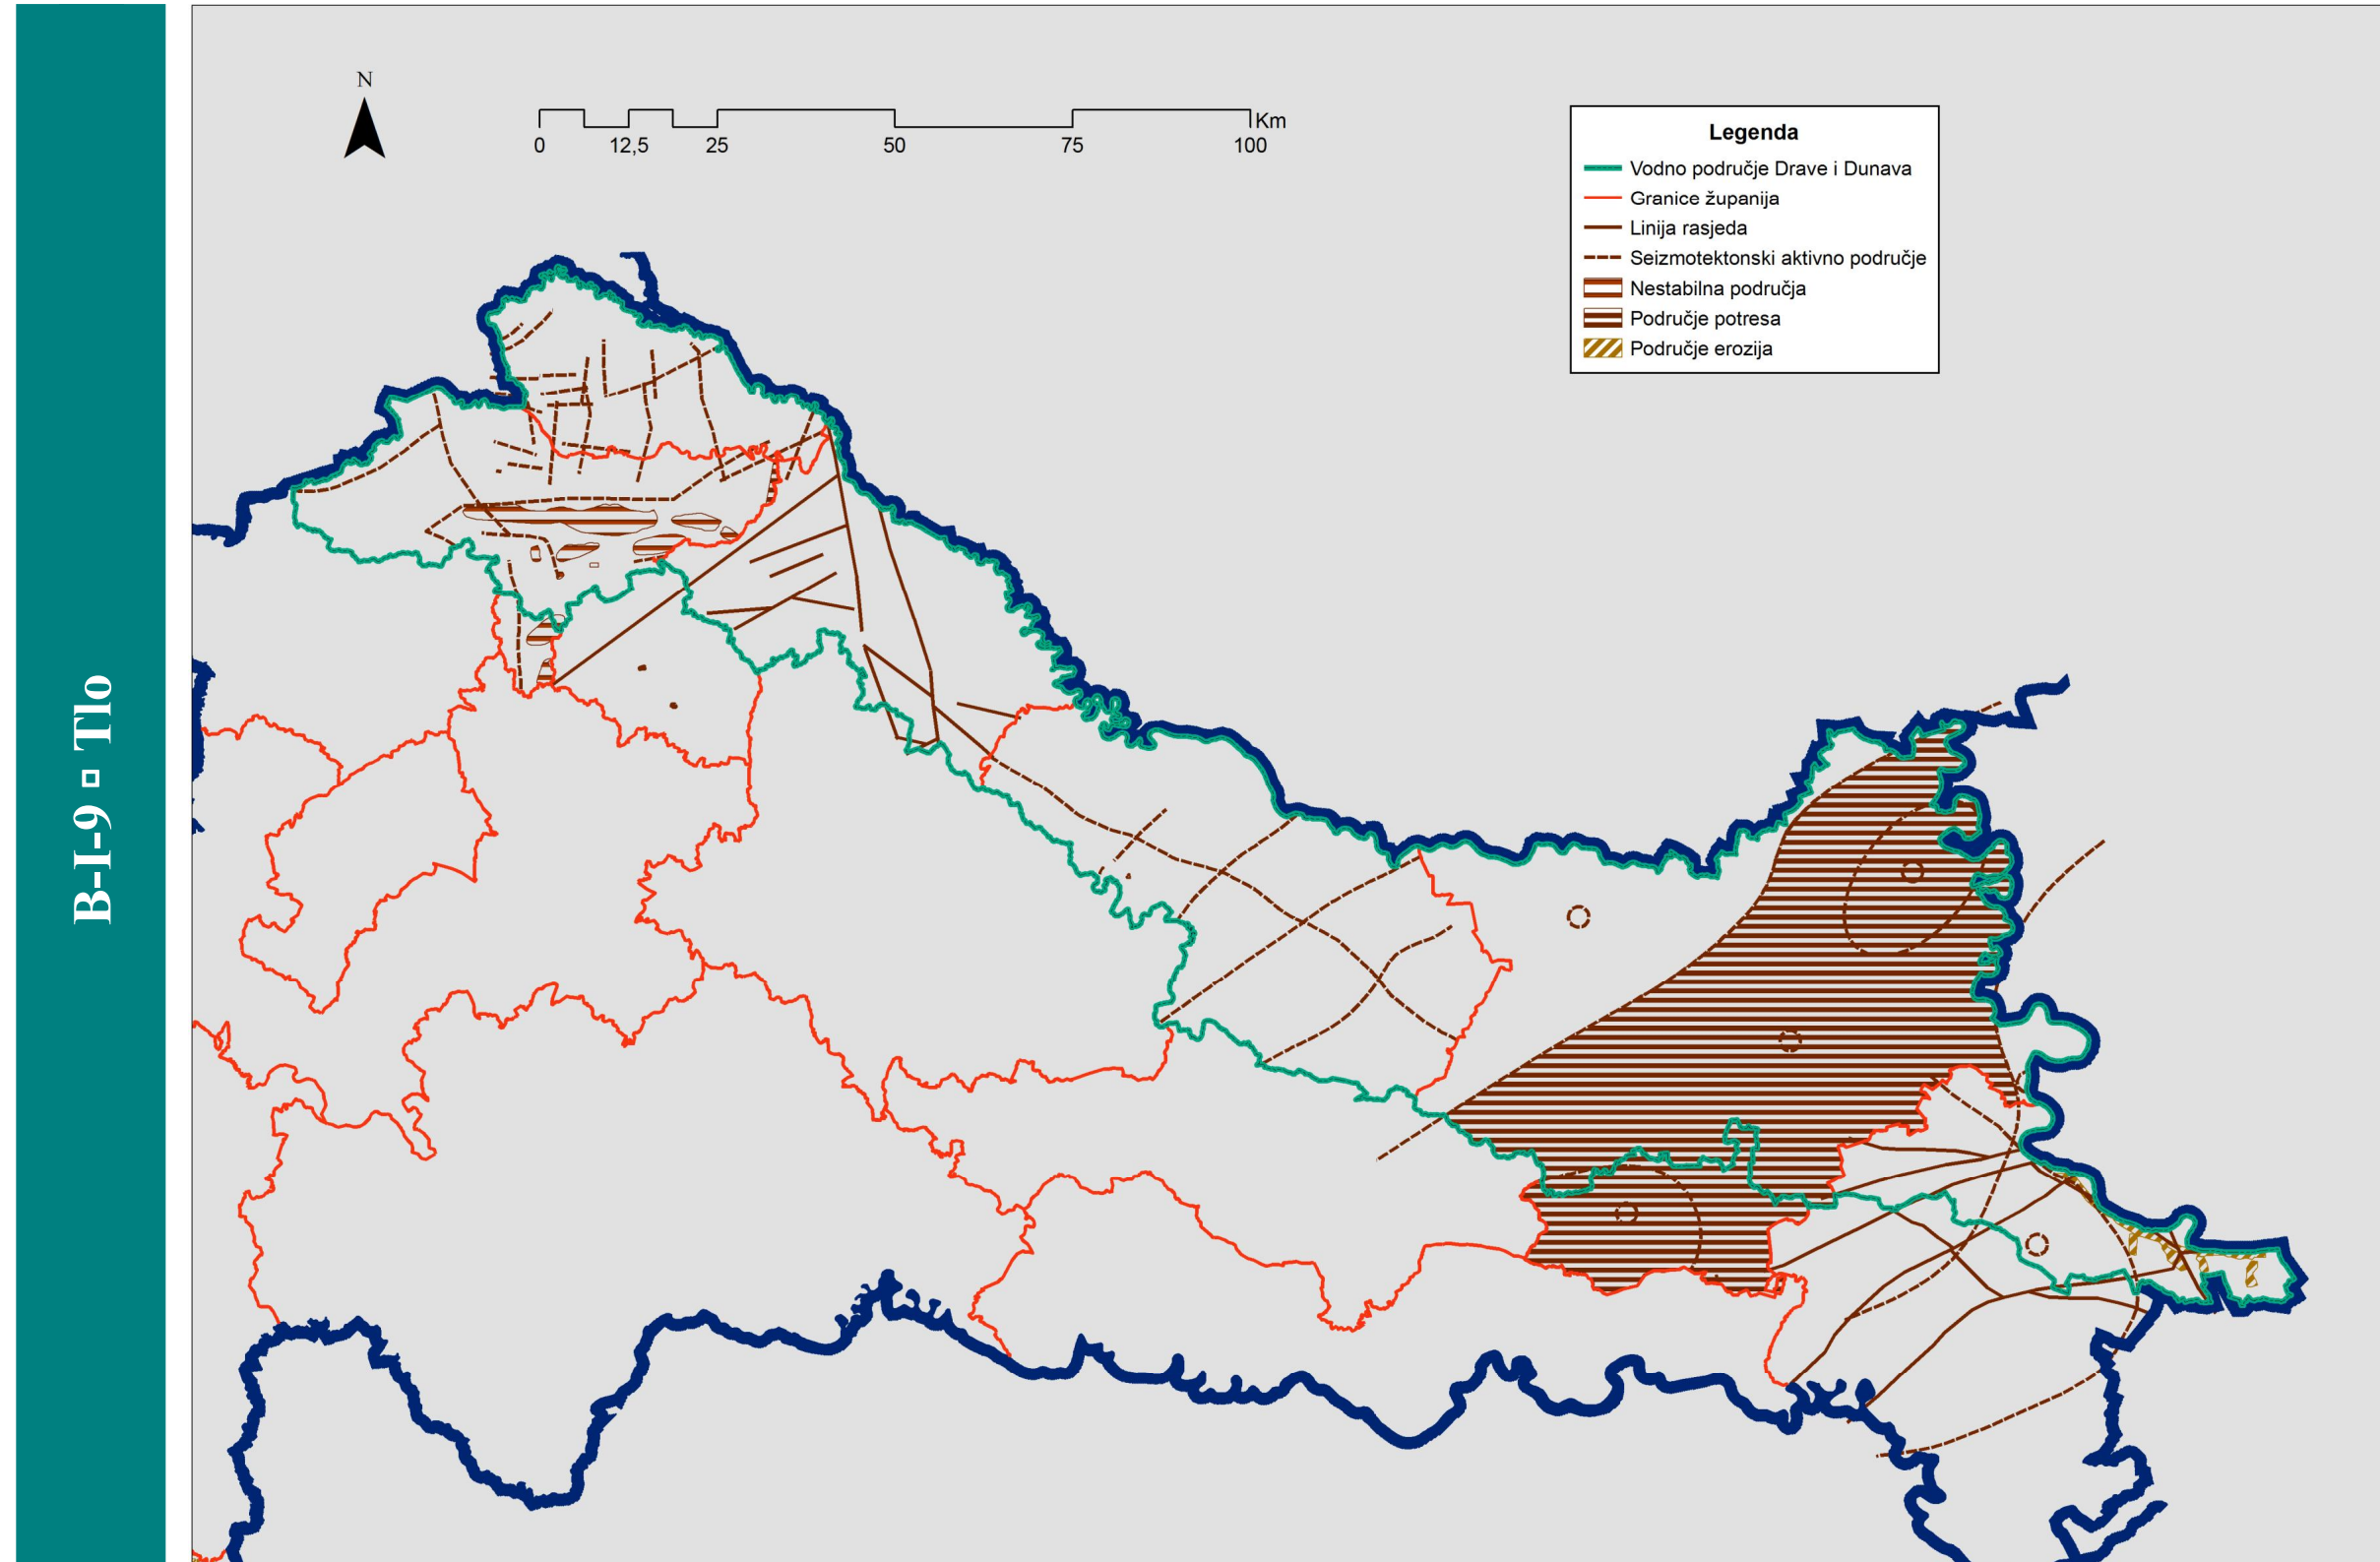 B-I-9 ▫ Tlo
N
Km
0 12,5 25 50 75 100
Legenda
Vodno područje Drave i Dunava
Granice županija
Linija rasjeda
Seizmotektonski aktivno područje
Nestabilna područja
Područje potresa
Područje erozija